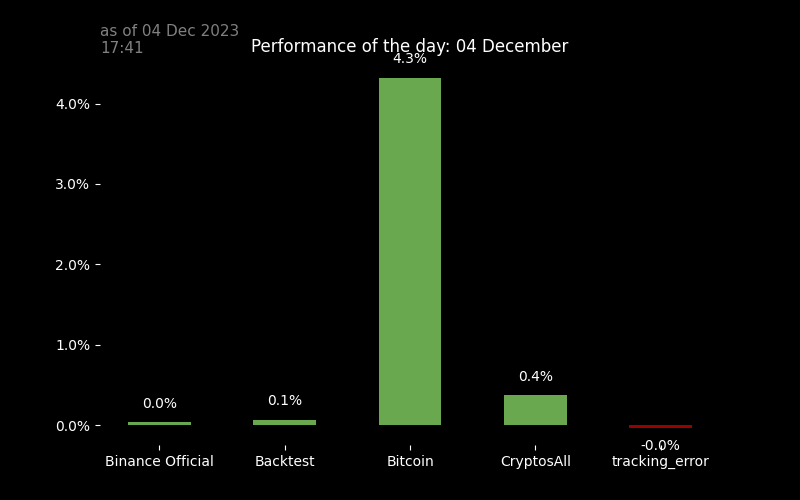 as of 04 Dec 2023
17:41
Performance of the day: 04 December
4.3%
4.0%
3.0%
2.0%
1.0%
0.4%
0.1%
0.0%
0.0%
-0.0%
Binance Official
Backtest
Bitcoin
CryptosAll
tracking_error